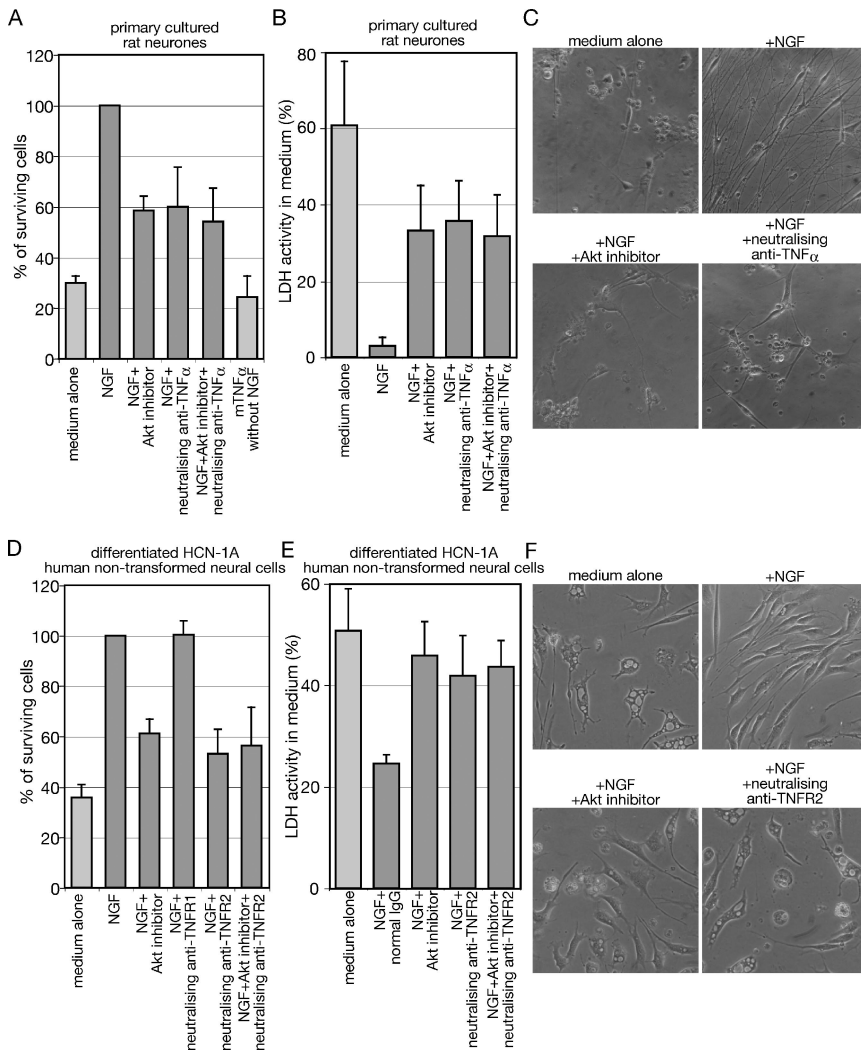 A
primary cultured
rat neurones
% of surviving cells
120
100
80
60
40
20
0
medium alone
NGF
NGF+
Akt inhibitor
NGF+
neutralising anti-TNFα
NGF+Akt inhibitor+
neutralising anti-TNFα
mTNFα
without NGF
B
primary cultured
rat neurones
LDH activity in medium (%)
80
60
40
20
0
medium alone
NGF
NGF+
Akt inhibitor
NGF+
neutralising anti-TNFα
NGF+Akt inhibitor+
neutralising anti-TNFα
C
medium alone
+NGF
+NGF
+Akt inhibitor
+NGF
+neutralising
anti-TNFα
D
differentiated HCN-1A
human non-transformed neural cells
% of surviving cells
120
100
80
60
40
20
0
medium alone
NGF
NGF+
Akt inhibitor
NGF+
neutralising anti-TNFR1
NGF+
neutralising anti-TNFR2
NGF+Akt inhibitor+
neutralising anti-TNFR2
E
differentiated HCN-1A
human non-transformed neural cells
LDH activity in medium (%)
60
40
20
0
medium alone
NGF+
normal IgG
NGF+
Akt inhibitor
NGF+
neutralising anti-TNFR2
NGF+Akt inhibitor+
neutralising anti-TNFR2
F
medium alone
+NGF
+NGF
+Akt inhibitor
+NGF
+neutralising
anti-TNFR2